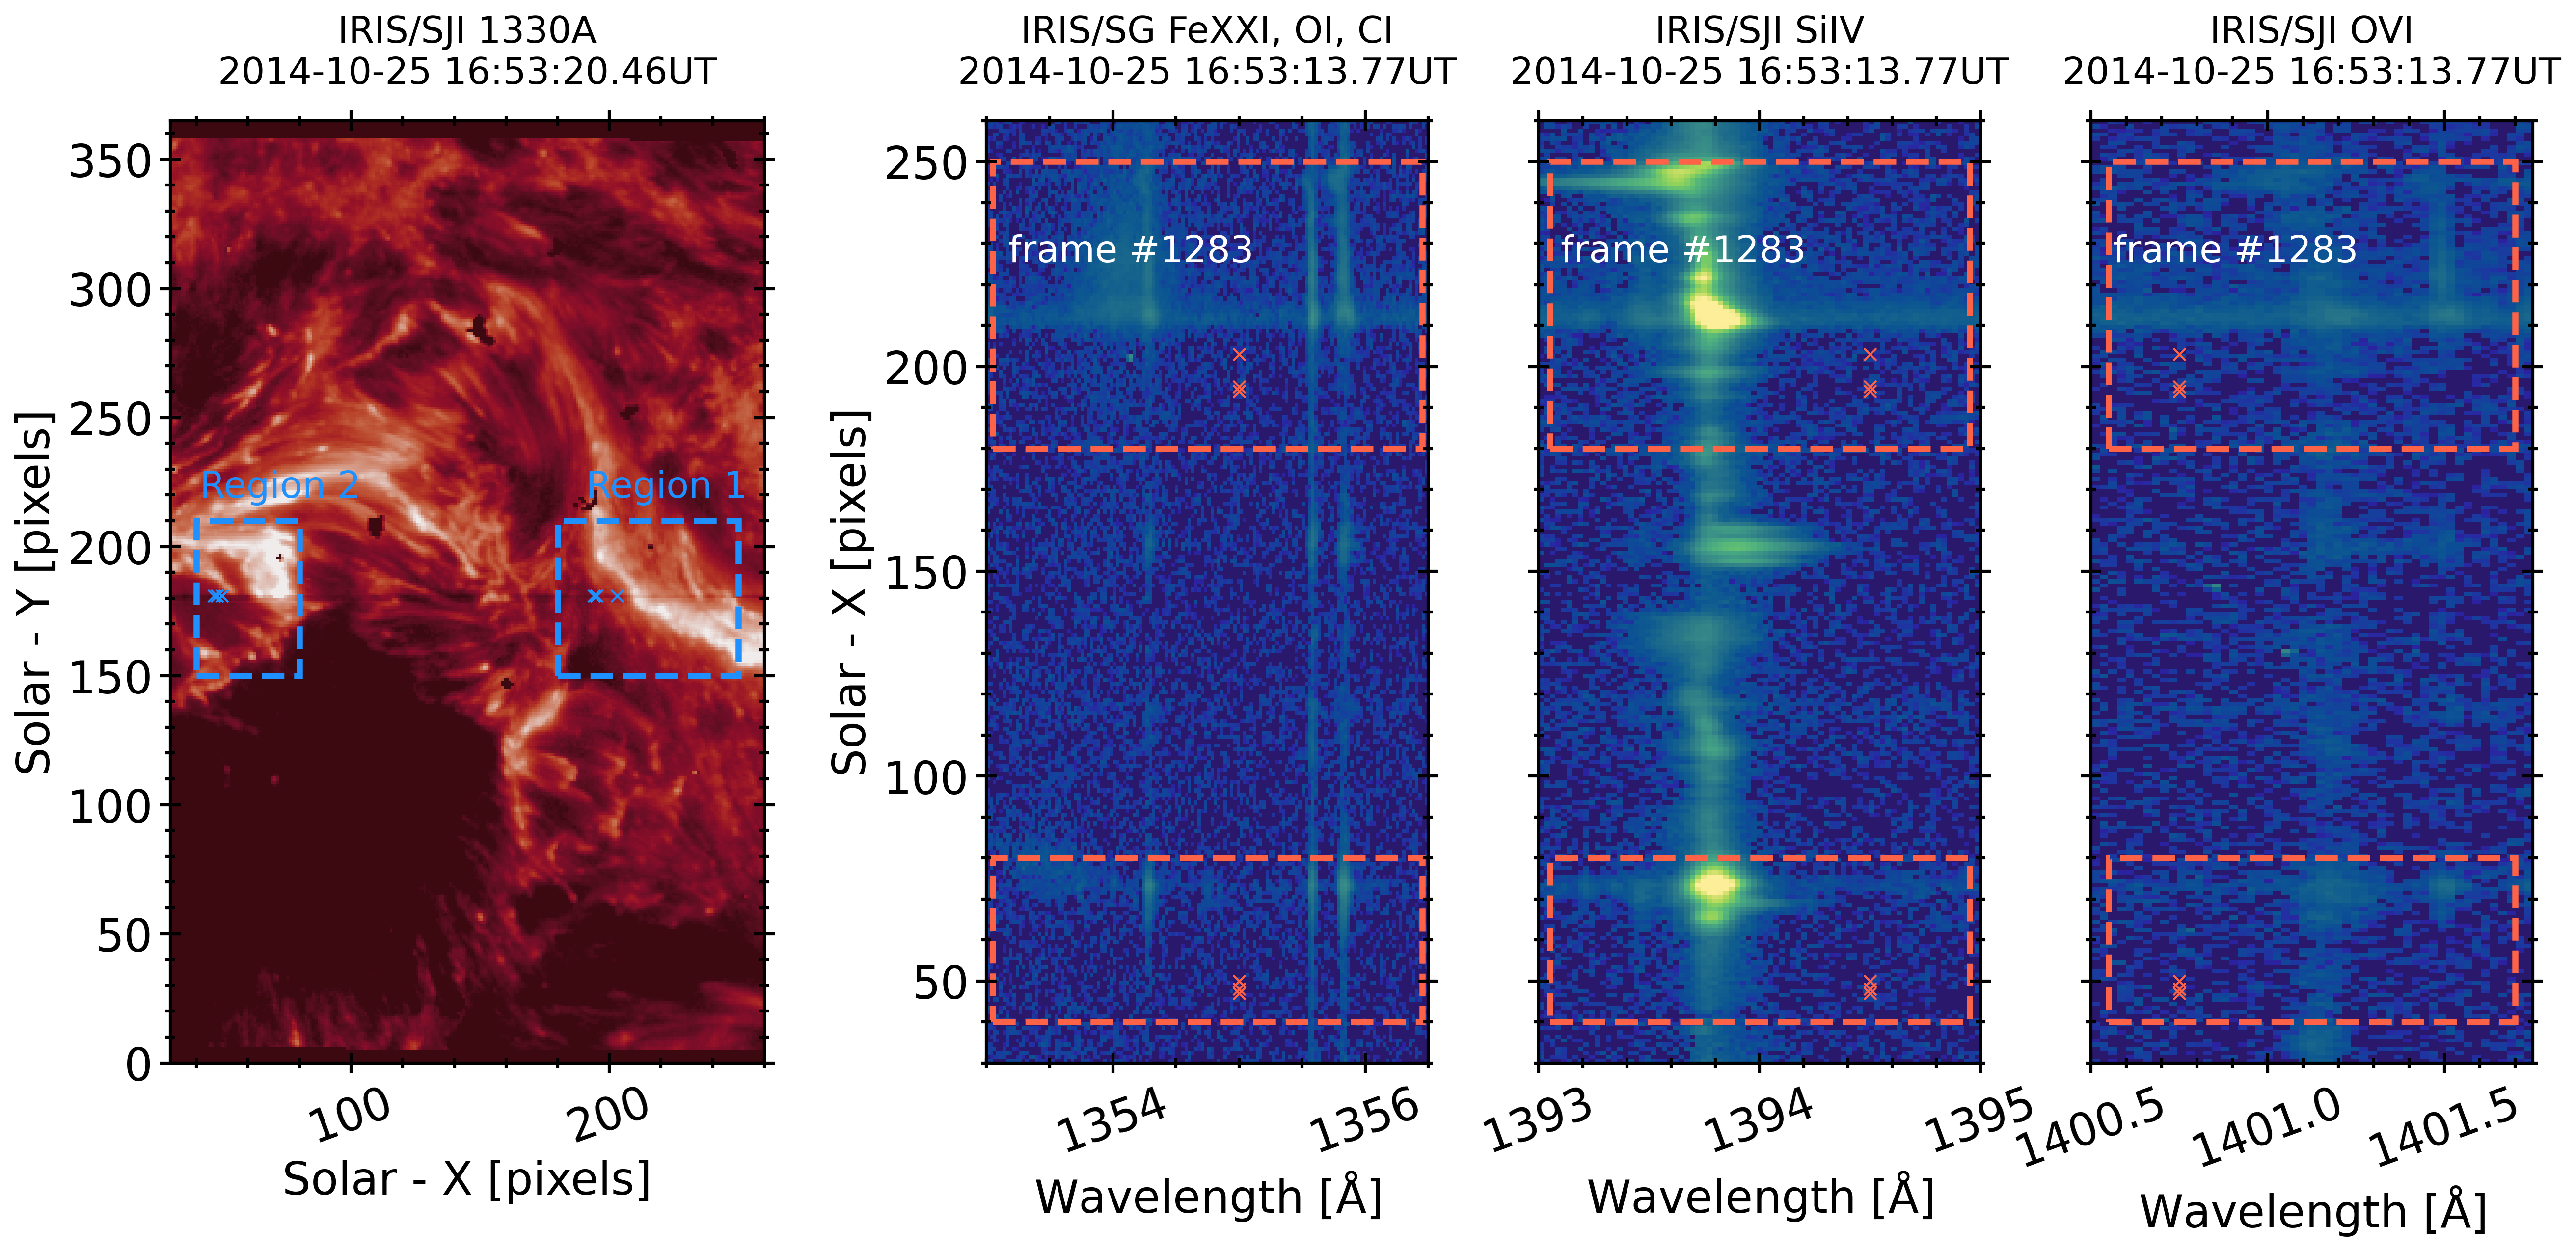 IRIS/SJI 1330A
2014-10-25 16:53:20.46UT
IRIS/SG FeXXI, OI, CI
2014-10-25 16:53:13.77UT
IRIS/SJI SiIV
2014-10-25 16:53:13.77UT
IRIS/SJI OVI
2014-10-25 16:53:13.77UT
Solar - Y [pixels]
350
300
250
200
150
100
50
0
Region 2
Region 1
100
200
Solar - X [pixels]
Solar - X [pixels]
250
200
150
100
50
frame #1283
1354
1356
Wavelength [Å]
frame #1283
1393
1394
1395
Wavelength [Å]
frame #1283
1400.5
1401.0
1401.5
Wavelength [Å]